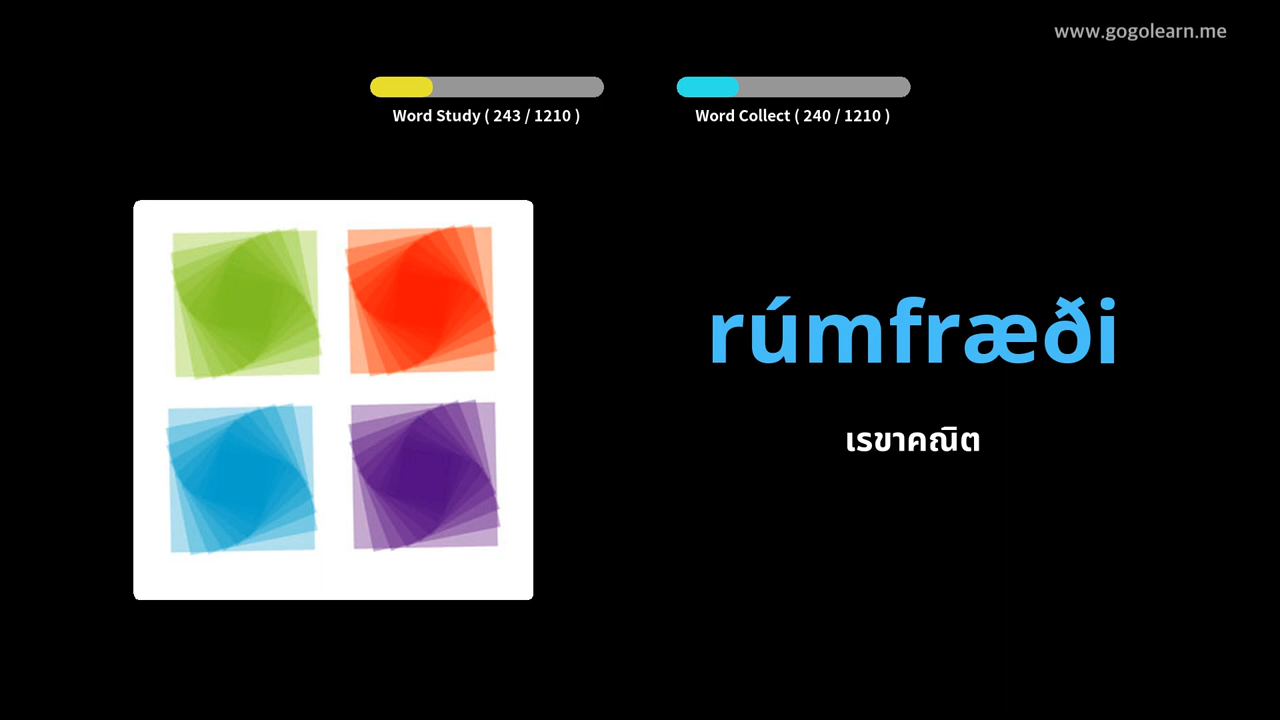 www.gogolearn.me
Word Study ( 243 / 1210 )
Word Collect ( 240 / 1210 )
rúmfræði
เรขาคณิต